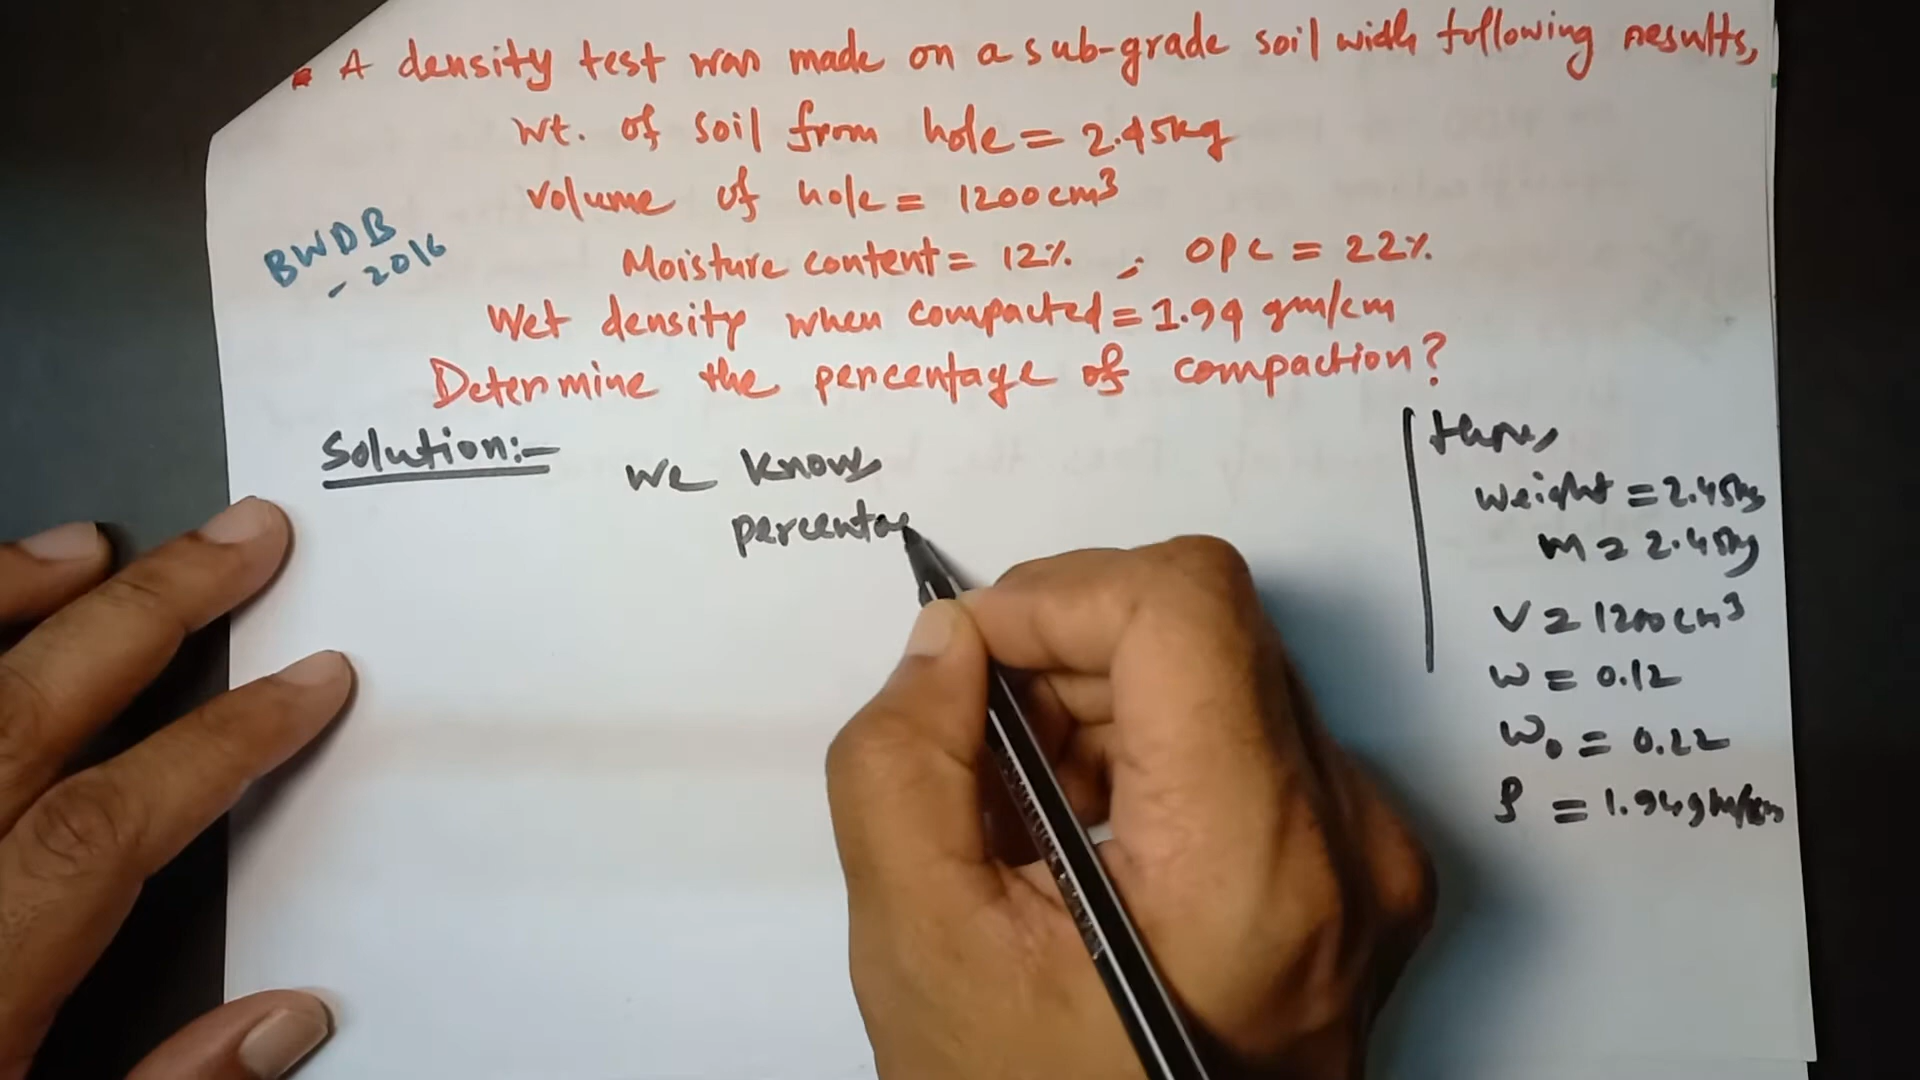 A density test was made on a sub-grade soil with following results,
wt. of soil from hole = 2.45kg
volume of hole = 1200cm³
BWDB
- 2016
Moisture content = 12% , OPC = 22%.
Wet density when compacted = 1.94 gm/cm
Determine the percentage of compaction?
Solution:-
we know
percentag
Here,
weight = 2.45kg
m = 2.45kg
V = 1200cm³
w = 0.12
w₀ = 0.22
ρ = 1.94gm/cm